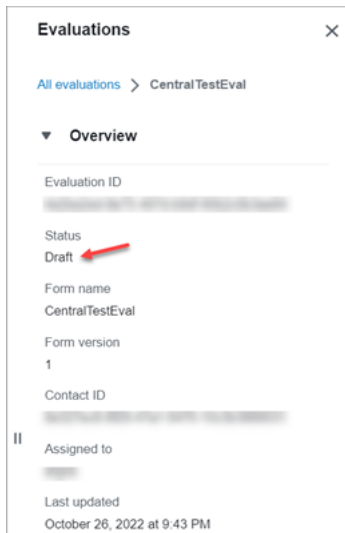 Evaluations
All evaluations > CentralTestEval
Overview
Evaluation ID
Status
Draft
Form name
CentralTestEval
Form version
1
Contact ID
Assigned to
Last updated
October 26, 2022 at 9:43 PM